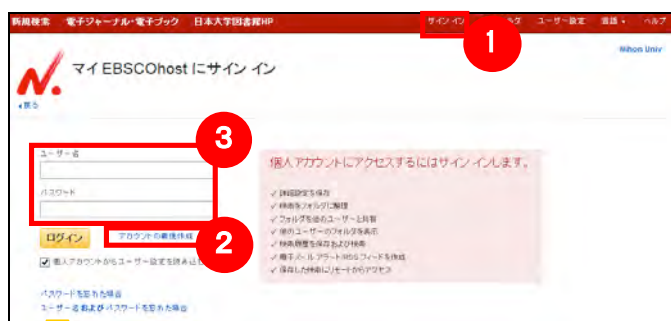 新規検索 電子ジャーナル・電子ブック 日本大学図書館HP サインイン ユーザー設定 言語 ヘルプ
1
Nihon Univ
マイ EBSCOhost にサイン イン
戻る
3
ユーザー名
個人アカウントにアクセスするにはサイン インします。
パスワード
✓ 詳細設定を保存
✓ 検索をフォルダに整理
✓ フォルダを他のユーザーと共有
✓ 他のユーザーのフォルダを表示
ログイン アカウントの新規作成
2
✓ 検索履歴を保存および検索
個人アカウントからユーザー設定を読み込む
✓ 電子メール アラート RSS フィードを作成
✓ 保存した検索にリモートからアクセス
パスワードを忘れた場合
ユーザー名 および パスワードを忘れた場合